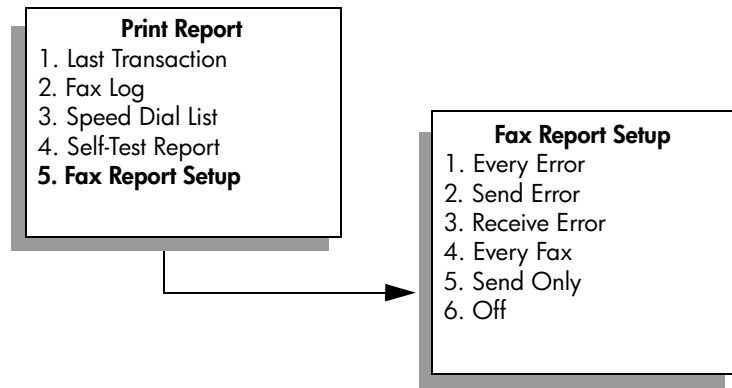 Print Report
1. Last Transaction
2. Fax Log
3. Speed Dial List
4. Self-Test Report
5. Fax Report Setup
Fax Report Setup
1. Every Error
2. Send Error
3. Receive Error
4. Every Fax
5. Send Only
6. Off